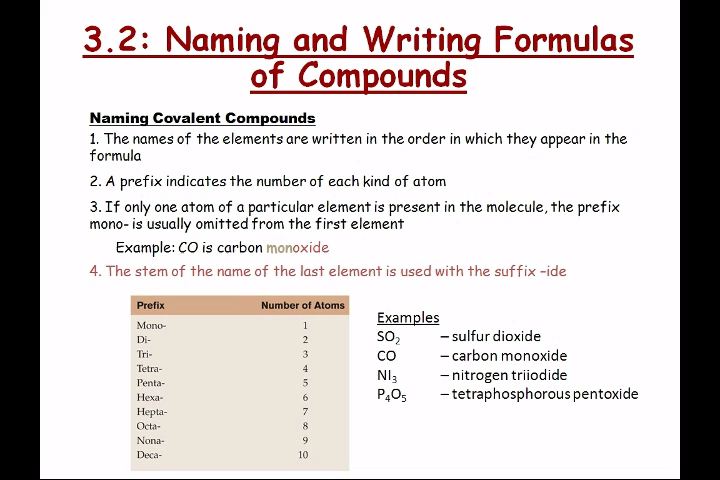 3.2: Naming and Writing Formulas
of Compounds
Naming Covalent Compounds
1. The names of the elements are written in the order in which they appear in the
formula
2. A prefix indicates the number of each kind of atom
3. If only one atom of a particular element is present in the molecule, the prefix
mono- is usually omitted from the first element
Example: CO is carbon monoxide
4. The stem of the name of the last element is used with the suffix –ide
Prefix Number of Atoms
Mono- 1
Di- 2
Tri- 3
Tetra- 4
Penta- 5
Hexa- 6
Hepta- 7
Octa- 8
Nona- 9
Deca- 10
Examples
SO₂ – sulfur dioxide
CO – carbon monoxide
NI₃ – nitrogen triiodide
P₄O₅ – tetraphosphorous pentoxide